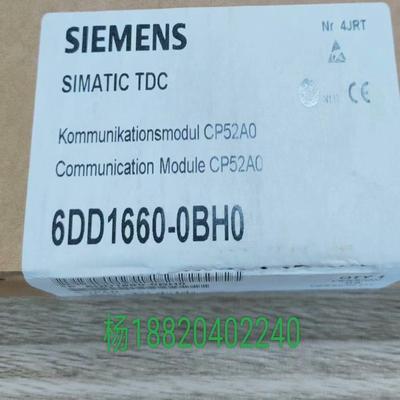 SIEMENS
Nr 4JRT
SIMATIC TDC
CE
Kommunikationsmodul CP52A0
Communication Module CP52A0
6DD1660-0BH0
杨18820402240